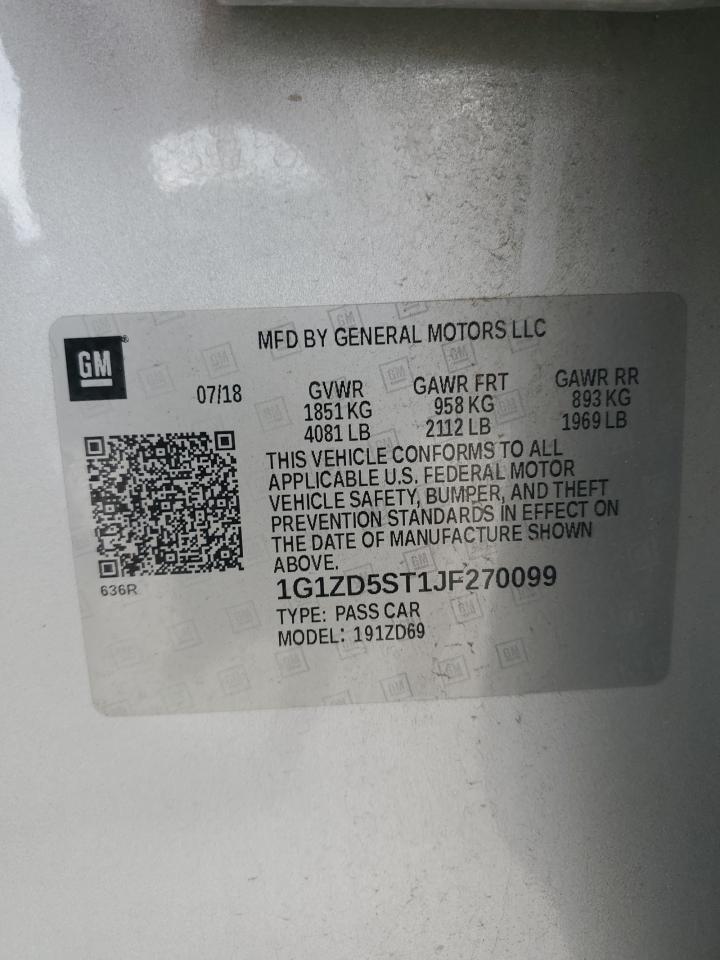 MFD BY GENERAL MOTORS LLC
GM®
07/18
GVWR GAWR FRT GAWR RR
1851 KG 958 KG 893 KG
4081 LB 2112 LB 1969 LB
THIS VEHICLE CONFORMS TO ALL
APPLICABLE U.S. FEDERAL MOTOR
VEHICLE SAFETY, BUMPER, AND THEFT
PREVENTION STANDARDS IN EFFECT ON
THE DATE OF MANUFACTURE SHOWN
ABOVE.
636R
1G1ZD5ST1JF270099
TYPE: PASS CAR
MODEL: 191ZD69